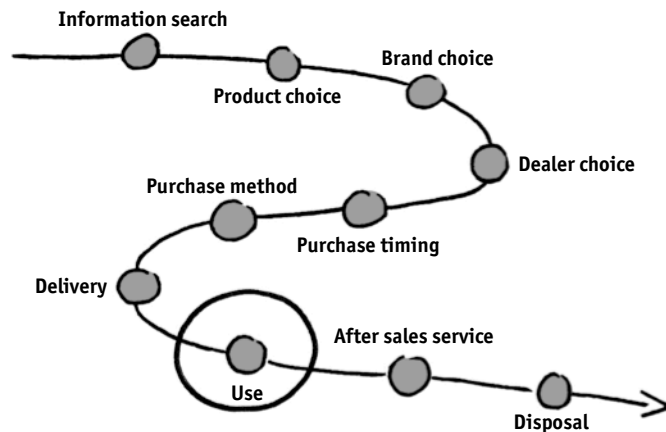 Information search
Product choice
Brand choice
Dealer choice
Purchase timing
Purchase method
Delivery
Use
After sales service
Disposal